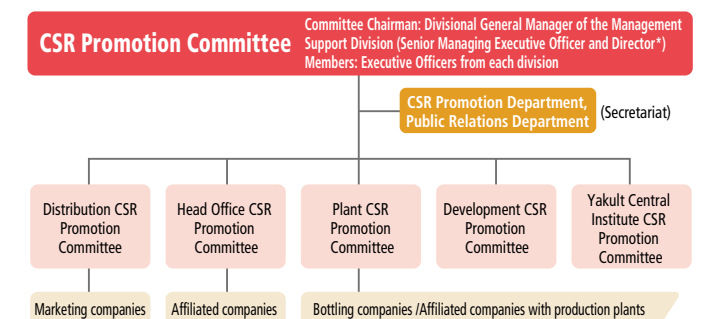 CSR Promotion Committee
Committee Chairman: Divisional General Manager of the Management
Support Division (Senior Managing Executive Officer and Director*)
Members: Executive Officers from each division
CSR Promotion Department,
Public Relations Department
(Secretariat)
Distribution CSR
Promotion
Committee
Head Office CSR
Promotion
Committee
Plant CSR
Promotion
Committee
Development CSR
Promotion
Committee
Yakult Central
Institute CSR
Promotion
Committee
Marketing companies
Affiliated companies
Bottling companies /Affiliated companies with production plants